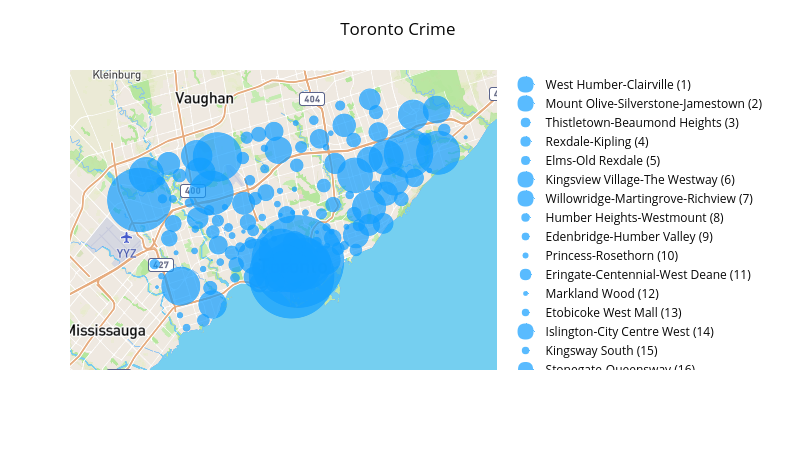 Toronto Crime
Kleinburg
Vaughan
404
4
400
YYZ
427
Mississauga
West Humber-Clairville (1)
Mount Olive-Silverstone-Jamestown (2)
Thistletown-Beaumond Heights (3)
Rexdale-Kipling (4)
Elms-Old Rexdale (5)
Kingsview Village-The Westway (6)
Willowridge-Martingrove-Richview (7)
Humber Heights-Westmount (8)
Edenbridge-Humber Valley (9)
Princess-Rosethorn (10)
Eringate-Centennial-West Deane (11)
Markland Wood (12)
Etobicoke West Mall (13)
Islington-City Centre West (14)
Kingsway South (15)
Stonegate-Queensway (16)